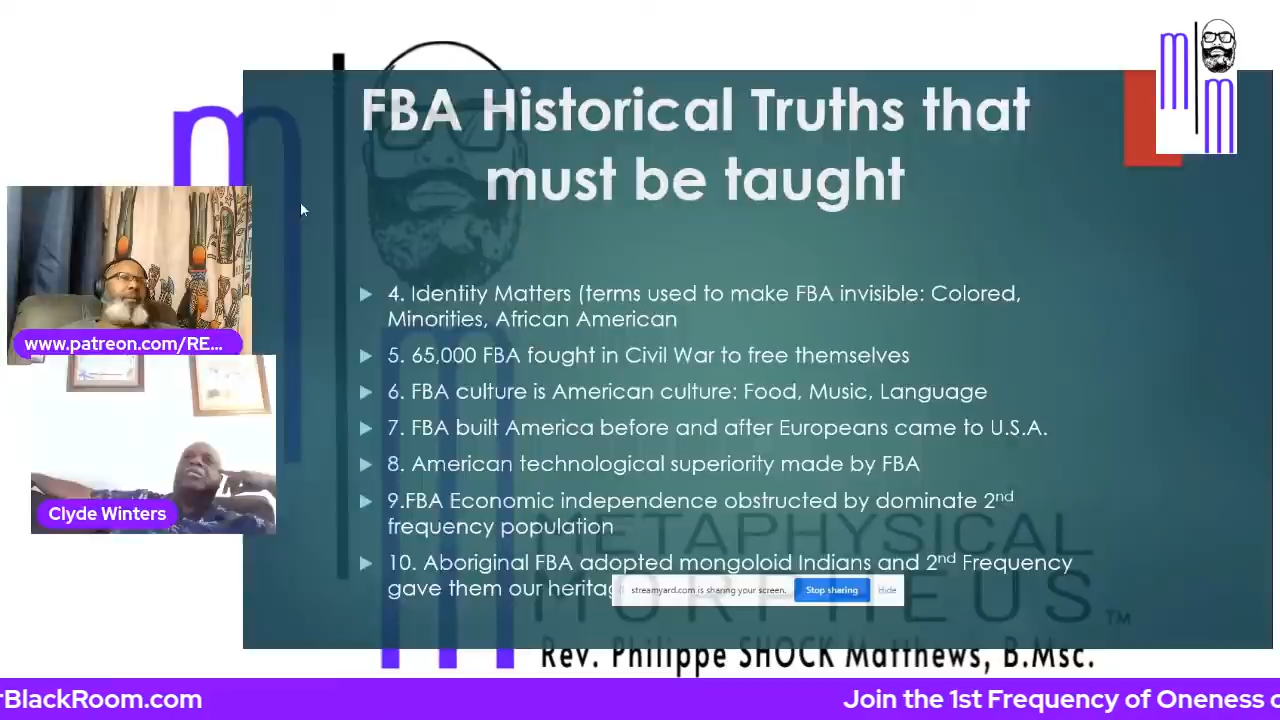 FBA Historical Truths that
must be taught
4. Identity Matters (terms used to make FBA invisible: Colored,
Minorities, African American
5. 65,000 FBA fought in Civil War to free themselves
6. FBA culture is American culture: Food, Music, Language
7. FBA built America before and after Europeans came to U.S.A.
8. American technological superiority made by FBA
9.FBA Economic independence obstructed by dominate 2nd
frequency population
10. Aboriginal FBA adopted mongoloid Indians and 2nd Frequency
gave them our
streamyard.com is sharing your screen. Stop sharing Hide
www.patreon.com/RE...
Clyde Winters
m m
METAPHYSICAL
MORPHEUS™
Rev. Philippe SHOCK Matthews, B.Msc.
rBlackRoom.com Join the 1st Frequency of Oneness